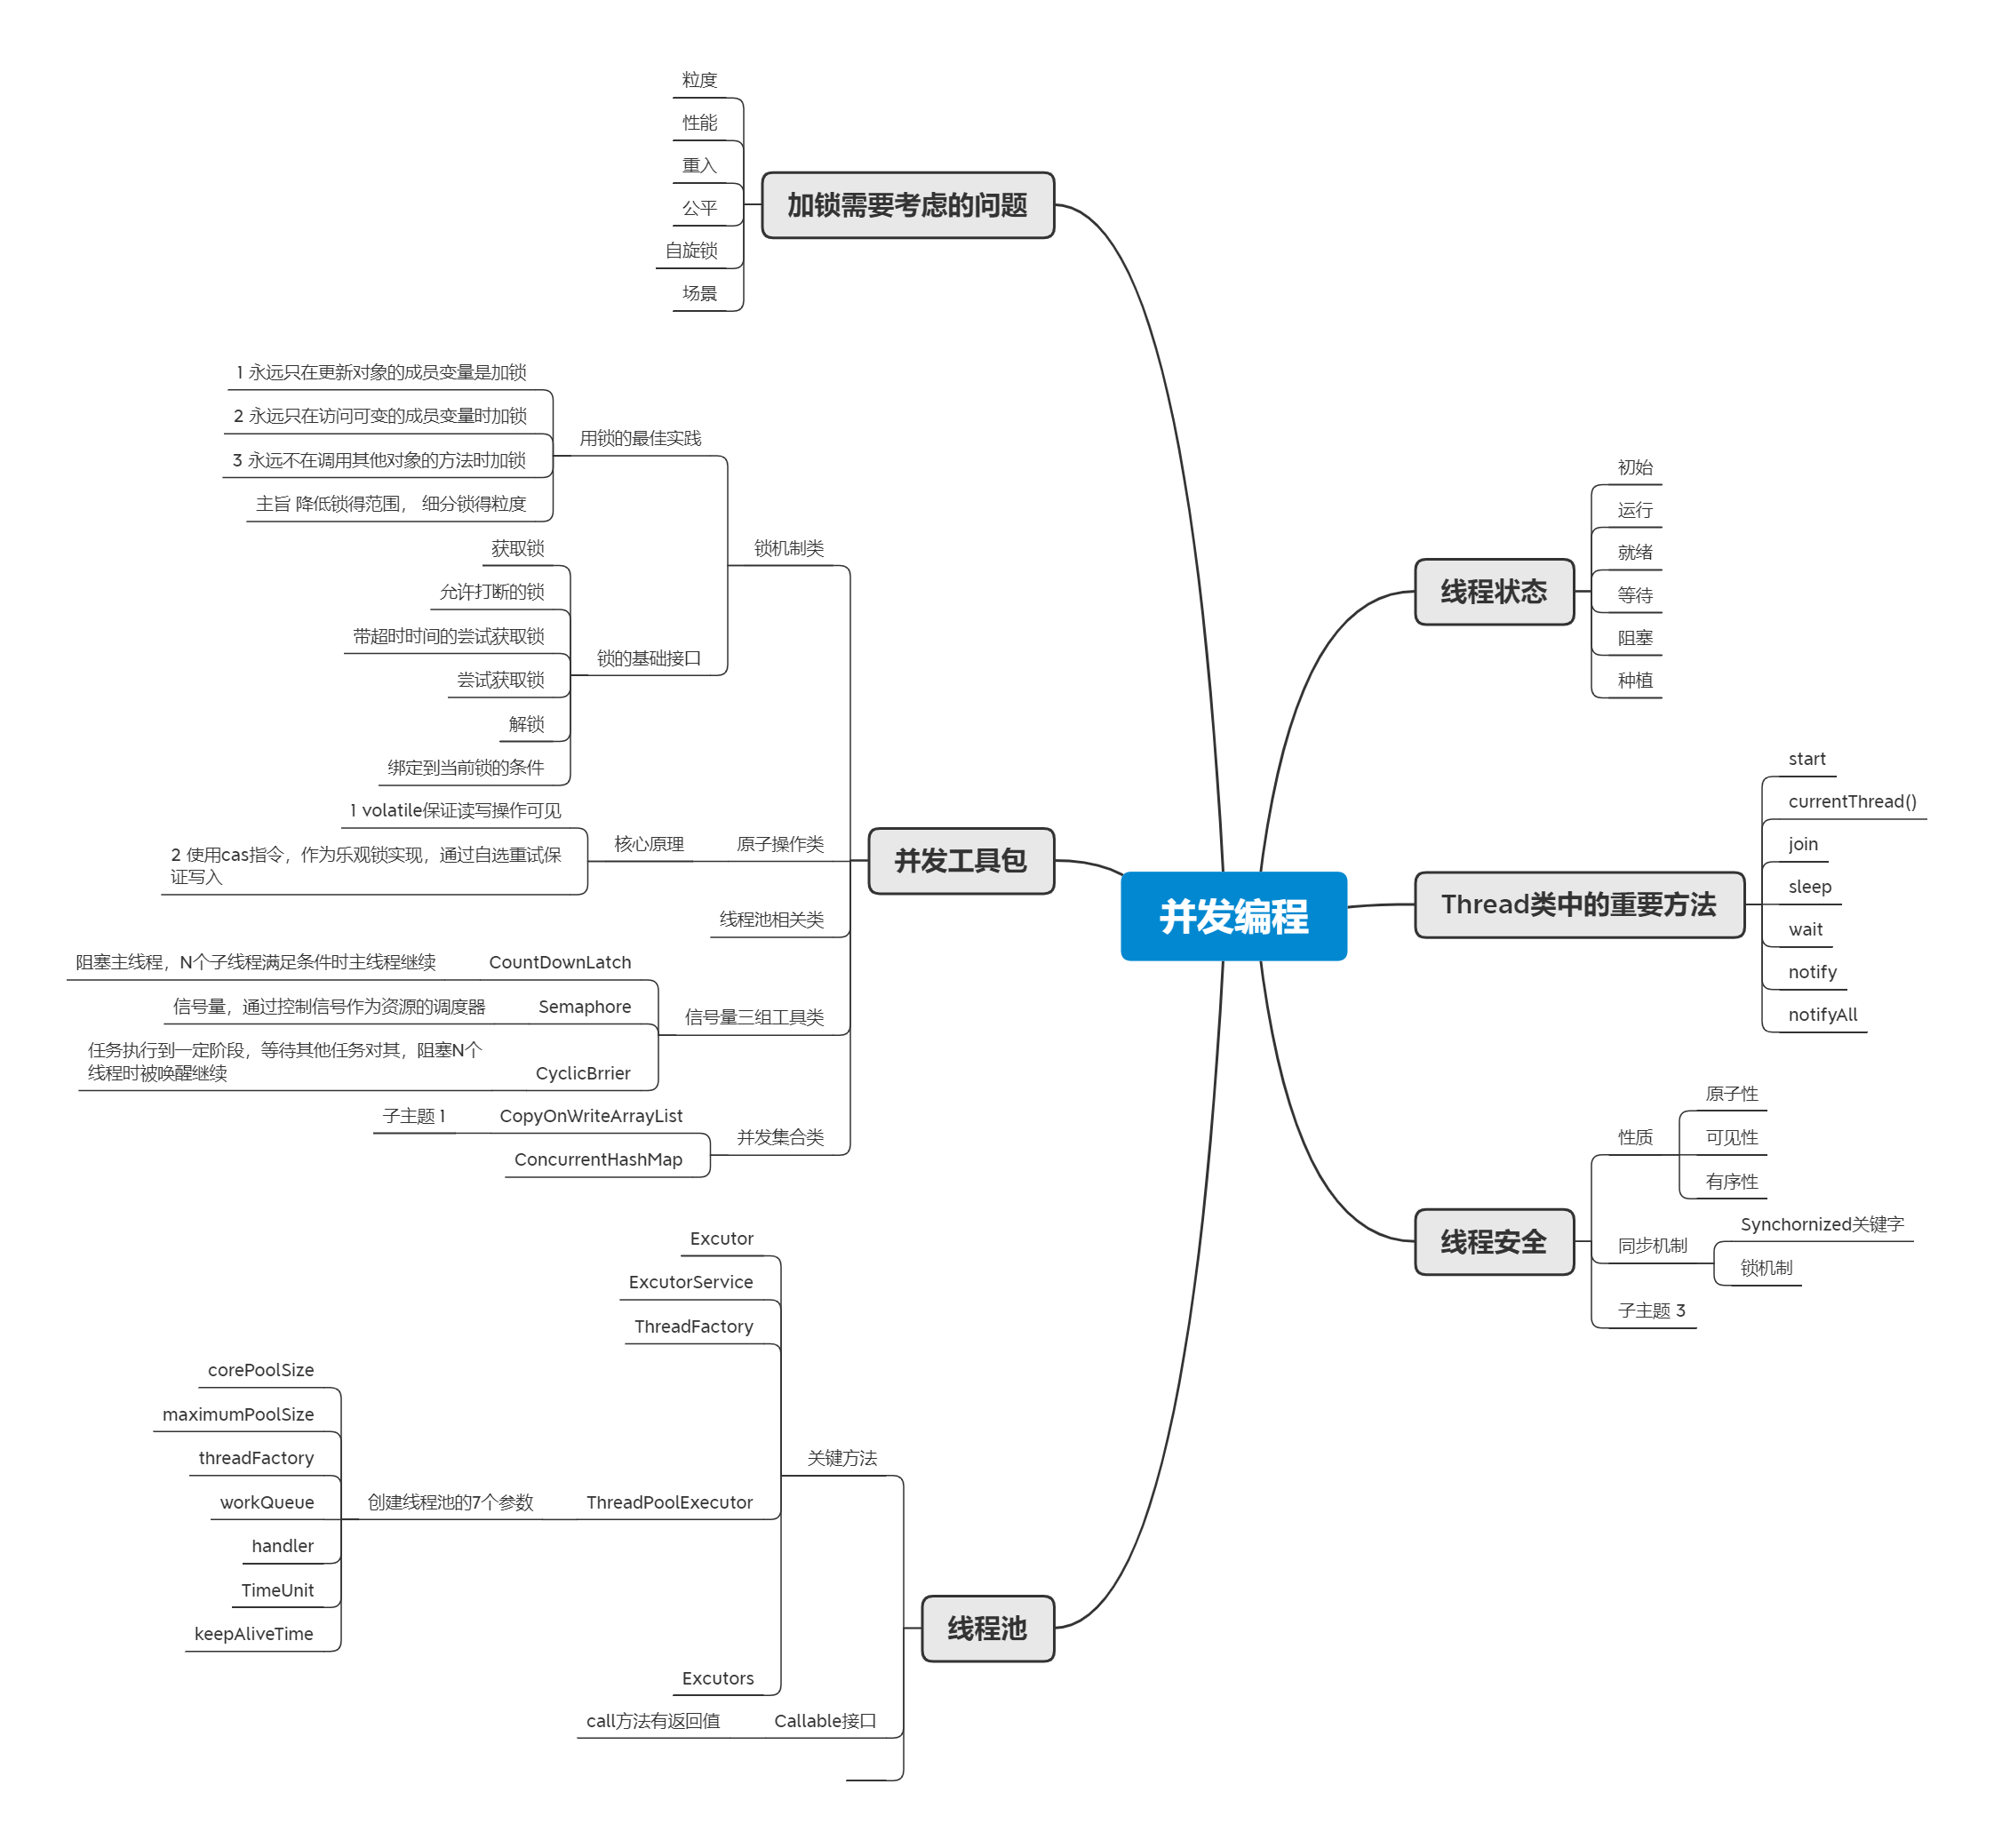 并发编程
线程状态
初始
运行
就绪
等待
阻塞
种植
Thread类中的重要方法
start
currentThread()
join
sleep
wait
notify
notifyAll
线程安全
性质
原子性
可见性
有序性
同步机制
Synchornized关键字
锁机制
子主题 3
加锁需要考虑的问题
粒度
性能
重入
公平
自旋锁
场景
并发工具包
锁机制类
用锁的最佳实践
1 永远只在更新对象的成员变量是加锁
2 永远只在访问可变的成员变量时加锁
3 永远不在调用其他对象的方法时加锁
主旨 降低锁得范围， 细分锁得粒度
锁的基础接口
获取锁
允许打断的锁
带超时时间的尝试获取锁
尝试获取锁
解锁
绑定到当前锁的条件
原子操作类
核心原理
1 volatile保证读写操作可见
2 使用cas指令，作为乐观锁实现，通过自选重试保
证写入
线程池相关类
信号量三组工具类
CountDownLatch
阻塞主线程，N个子线程满足条件时主线程继续
Semaphore
信号量，通过控制信号作为资源的调度器
CyclicBrrier
任务执行到一定阶段，等待其他任务对其，阻塞N个
线程时被唤醒继续
并发集合类
CopyOnWriteArrayList
子主题 1
ConcurrentHashMap
线程池
关键方法
Excutor
ExcutorService
ThreadFactory
ThreadPoolExecutor
创建线程池的7个参数
corePoolSize
maximumPoolSize
threadFactory
workQueue
handler
TimeUnit
keepAliveTime
Excutors
Callable接口
call方法有返回值